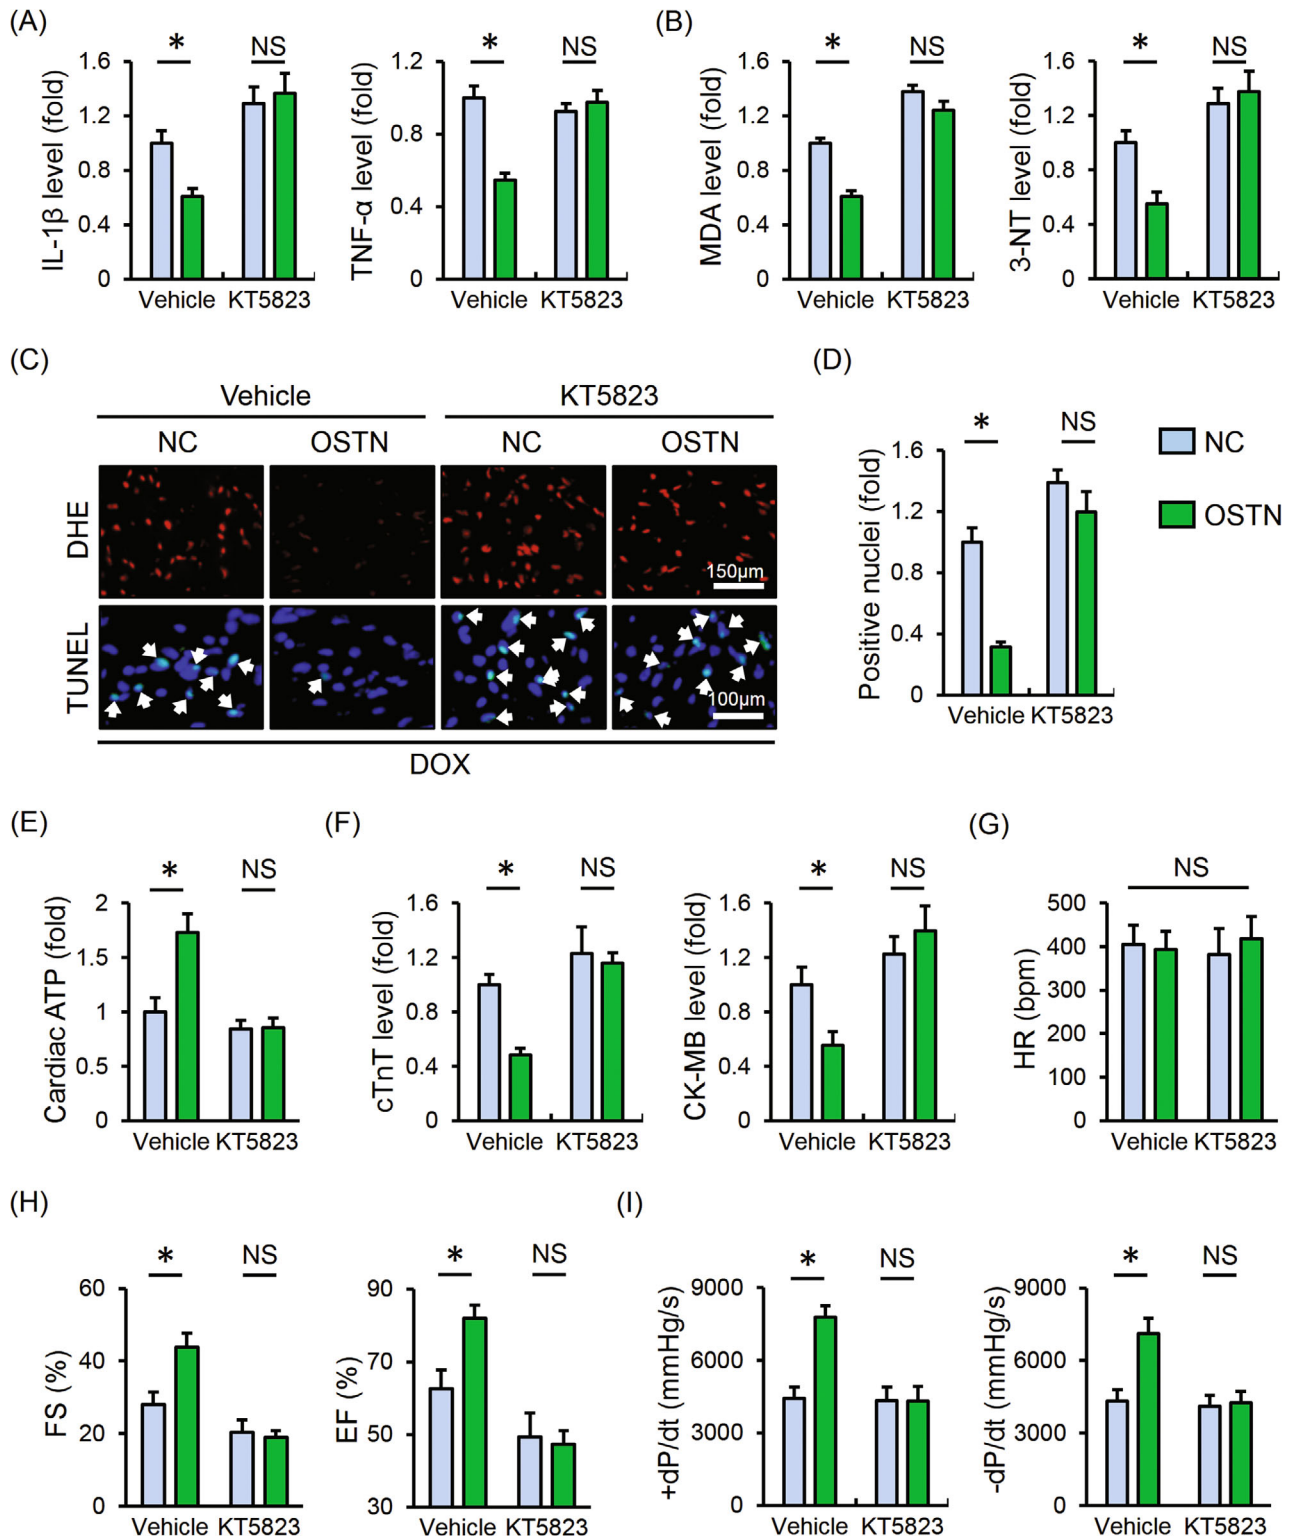 (A)
* NS
IL-1β level (fold)
1.6
1.2
0.8
0.4
0
Vehicle KT5823
* NS
TNF-α level (fold)
1.2
0.8
0.4
0
Vehicle KT5823
(B)
* NS
MDA level (fold)
1.6
1.2
0.8
0.4
0
Vehicle KT5823
* NS
3-NT level (fold)
1.6
1.2
0.8
0.4
0
Vehicle KT5823
(C)
Vehicle KT5823
NC OSTN NC OSTN
DHE
150μm
TUNEL
100μm
DOX
(D)
* NS
Positive nuclei (fold)
1.6
1.2
0.8
0.4
0
Vehicle KT5823
NC
OSTN
(E)
* NS
Cardiac ATP (fold)
2
1.5
1
0.5
0
Vehicle KT5823
(F)
* NS
cTnT level (fold)
1.6
1.2
0.8
0.4
0
Vehicle KT5823
* NS
CK-MB level (fold)
1.6
1.2
0.8
0.4
0
Vehicle KT5823
(G)
NS
HR (bpm)
500
400
300
200
100
0
Vehicle KT5823
(H)
* NS
FS (%)
60
40
20
0
Vehicle KT5823
* NS
EF (%)
90
70
50
30
Vehicle KT5823
(I)
* NS
+dP/dt (mmHg/s)
9000
6000
3000
0
Vehicle KT5823
* NS
-dP/dt (mmHg/s)
9000
6000
3000
0
Vehicle KT5823